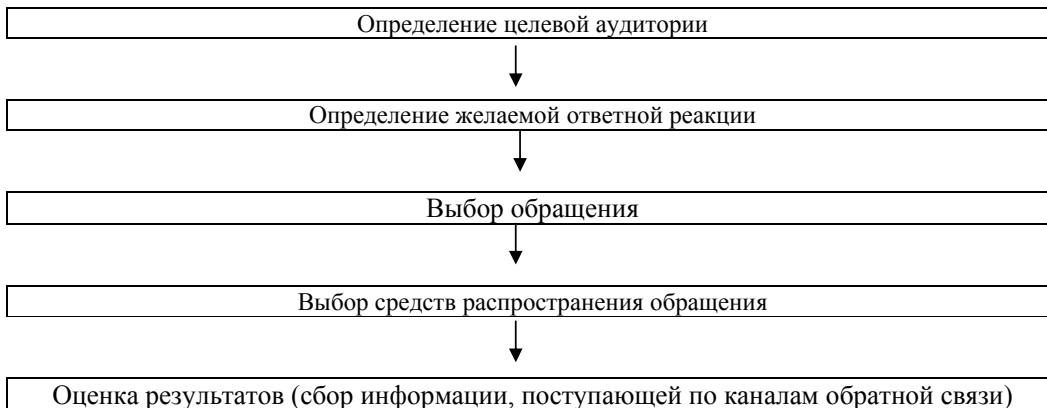 Определение целевой аудитории
Определение желаемой ответной реакции
Выбор обращения
Выбор средств распространения обращения
Оценка результатов (сбор информации, поступающей по каналам обратной связи)